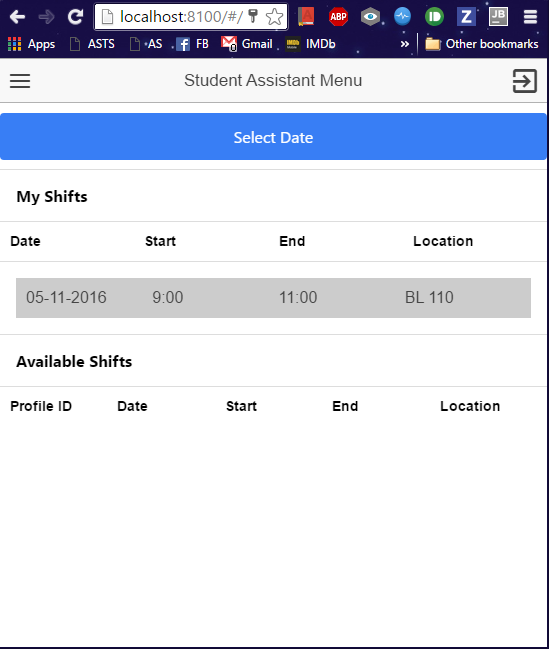 localhost:8100/#/
ABP
Z
JB
Apps ASTS AS FB Gmail IMDb » Other bookmarks
Student Assistant Menu
Select Date
My Shifts
Date Start End Location
05-11-2016 9:00 11:00 BL 110
Available Shifts
Profile ID Date Start End Location